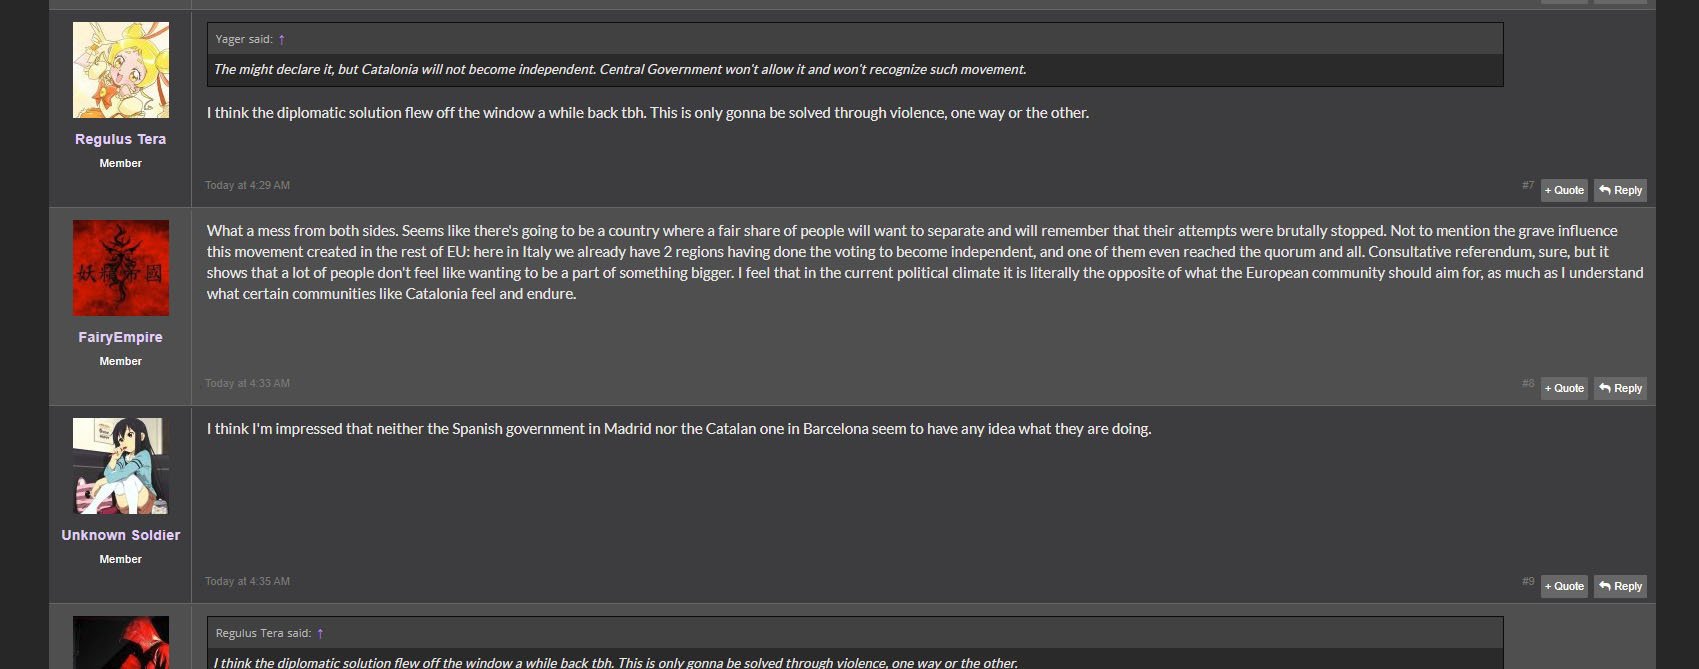 Yager said: ↑
The might declare it, but Catalonia will not become independent. Central Government won't allow it and won't recognize such movement.
I think the diplomatic solution flew off the window a while back tbh. This is only gonna be solved through violence, one way or the other.
Regulus Tera
Member
Today at 4:29 AM
#7
+ Quote
Reply
What a mess from both sides. Seems like there's going to be a country where a fair share of people will want to separate and will remember that their attempts were brutally stopped. Not to mention the grave influence
this movement created in the rest of EU: here in Italy we already have 2 regions having done the voting to become independent, and one of them even reached the quorum and all. Consultative referendum, sure, but it
shows that a lot of people don't feel like wanting to be a part of something bigger. I feel that in the current political climate it is literally the opposite of what the European community should aim for, as much as I understand
what certain communities like Catalonia feel and endure.
妖精帝國
FairyEmpire
Member
Today at 4:33 AM
#8
+ Quote
Reply
I think I'm impressed that neither the Spanish government in Madrid nor the Catalan one in Barcelona seem to have any idea what they are doing.
Unknown Soldier
Member
Today at 4:35 AM
#9
+ Quote
Reply
Regulus Tera said: ↑
I think the diplomatic solution flew off the window a while back tbh. This is only gonna be solved through violence, one way or the other.